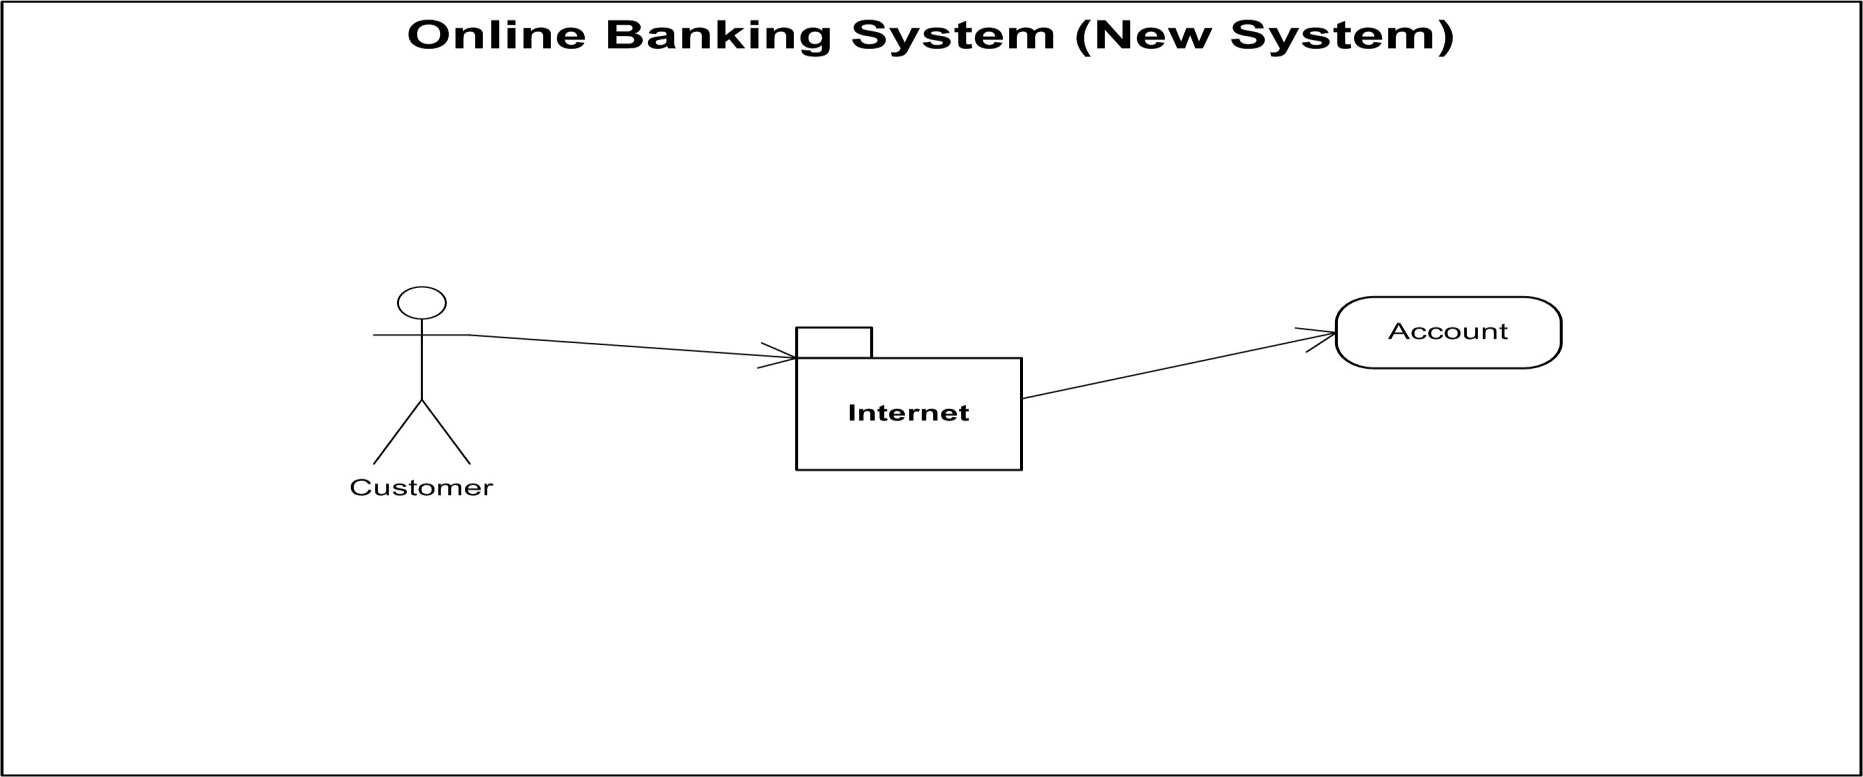 Online Banking System (New System)
Account
Internet
Customer